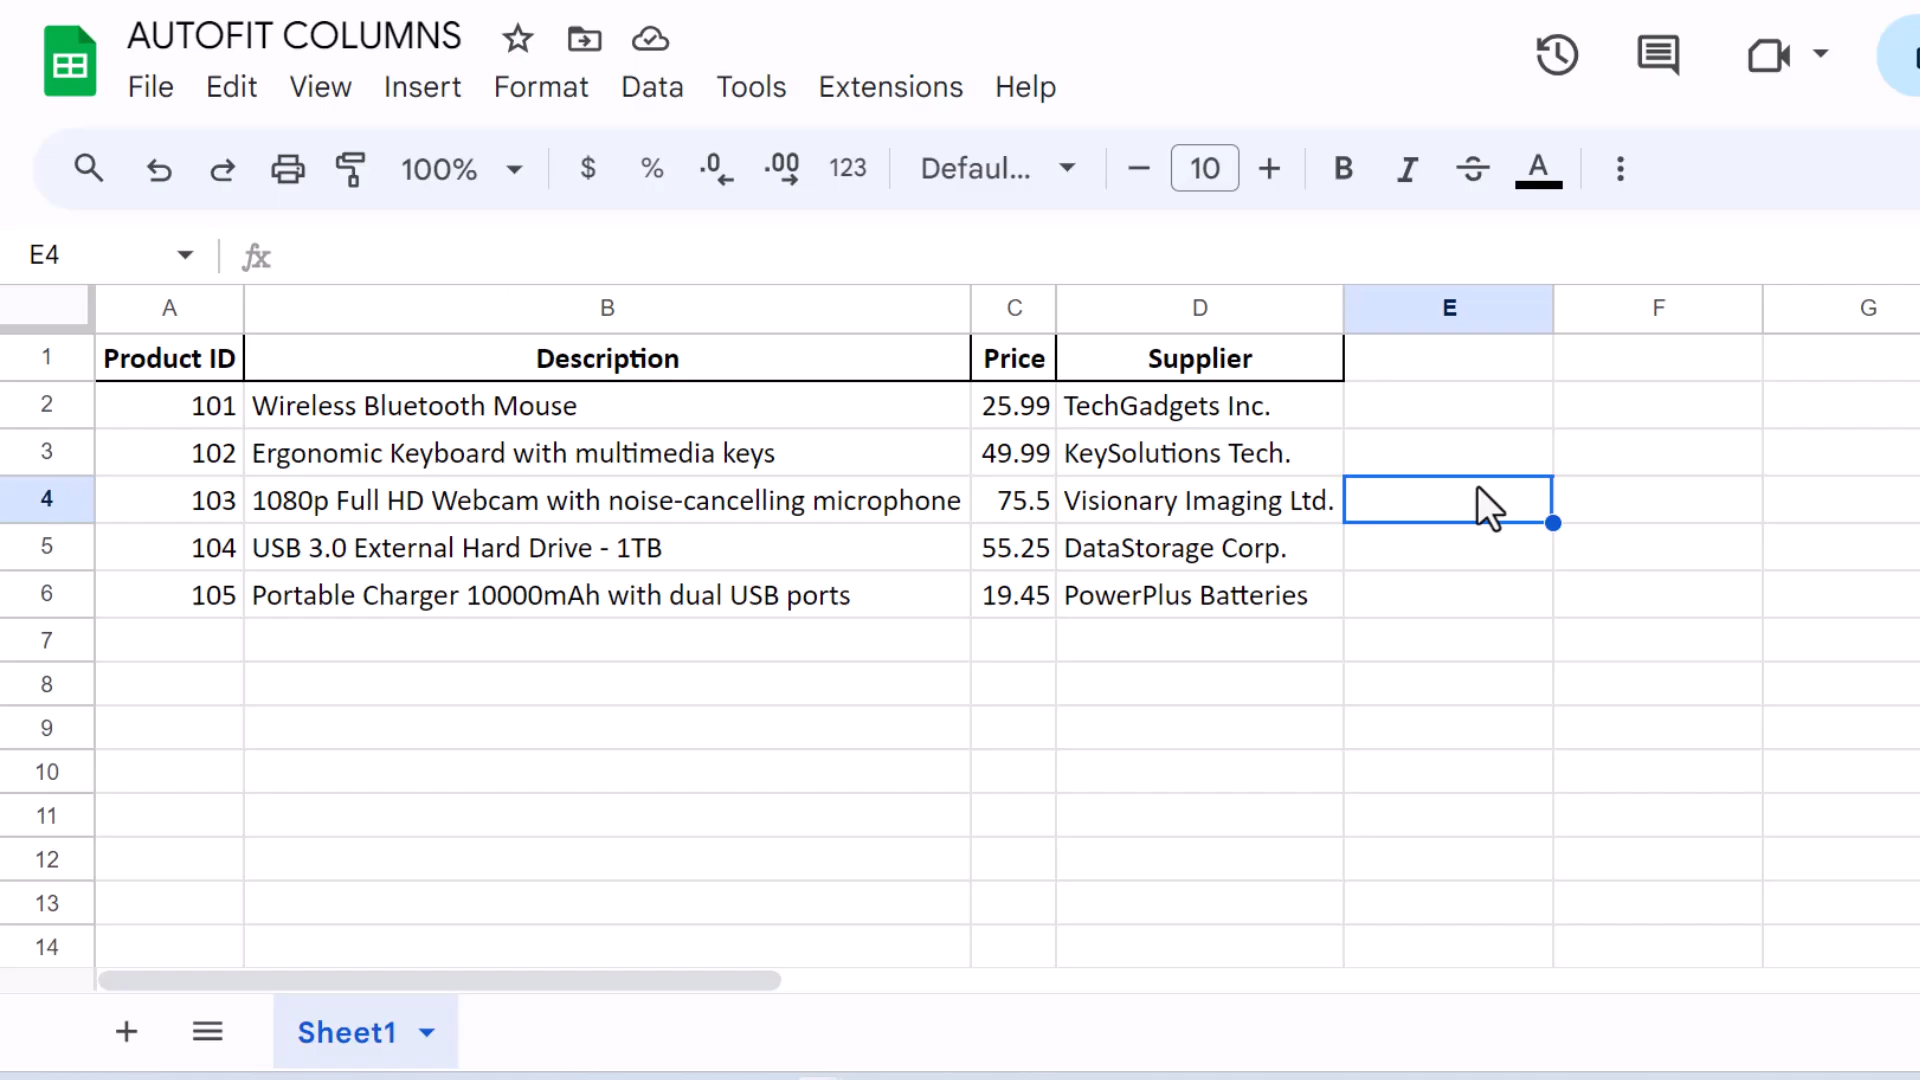 AUTOFIT COLUMNS
File Edit View Insert Format Data Tools Extensions Help
100% $ % .0 .00 123 Defaul... − 10 + B I S A
E4 fx
A B C D E F G
1 Product ID Description Price Supplier
2 101 Wireless Bluetooth Mouse 25.99 TechGadgets Inc.
3 102 Ergonomic Keyboard with multimedia keys 49.99 KeySolutions Tech.
4 103 1080p Full HD Webcam with noise-cancelling microphone 75.5 Visionary Imaging Ltd.
5 104 USB 3.0 External Hard Drive - 1TB 55.25 DataStorage Corp.
6 105 Portable Charger 10000mAh with dual USB ports 19.45 PowerPlus Batteries
7
8
9
10
11
12
13
14
+ Sheet1